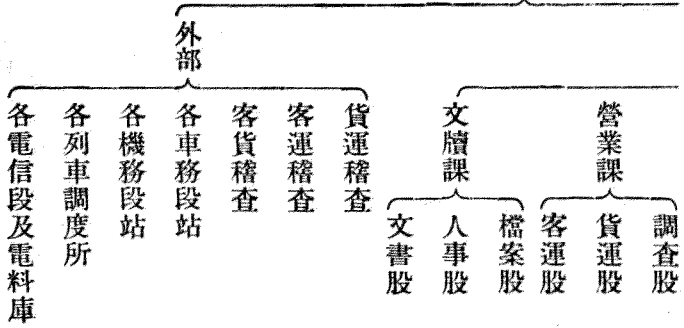 營業課
調查股
貨運股
客運股
文牘課
檔案股
人事股
文書股
外部
貨運稽查
客運稽查
客貨稽查
各車務段站
各機務段站
各列車調度所
各電信段及電料庫